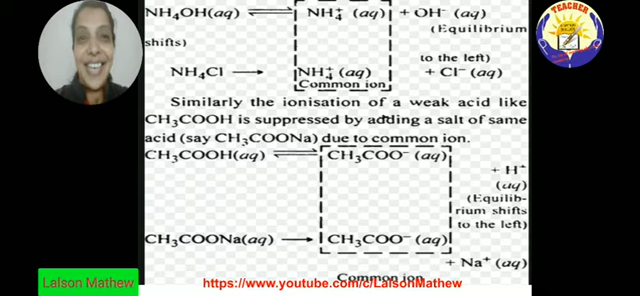 NH₄OH(aq) ⇌ NH₄⁺ (aq) + OH⁻ (aq)
(Equilibrium
shifts)
to the left)
NH₄Cl ⟶ NH₄⁺ (aq) + Cl⁻ (aq)
Common ion
Similarly the ionisation of a weak acid like
CH₃COOH is suppressed by adding a salt of same
acid (say CH₃COONa) due to common ion.
CH₃COOH(aq) ⇌ CH₃COO⁻ (aq)
+ H⁺
(aq)
(Equilib-
rium shifts
to the left)
CH₃COONa(aq) ⟶ CH₃COO⁻ (aq)
+ Na⁺ (aq)
Common ion
TEACHER
Lalson Mathew
https://www.youtube.com/c/LalsonMathew